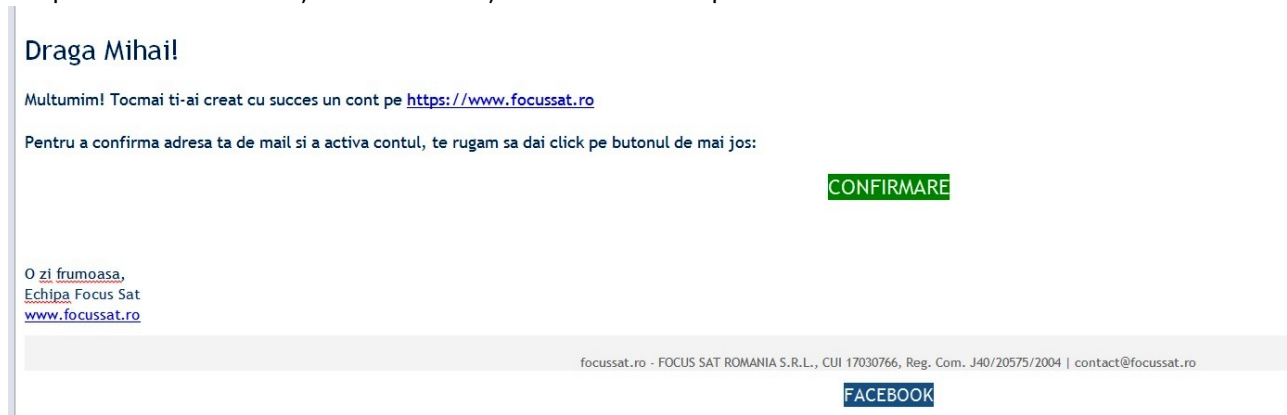 Draga Mihai!
Multumim! Tocmai ti-ai creat cu succes un cont pe https://www.focussat.ro
Pentru a confirma adresa ta de mail si a activa contul, te rugam sa dai click pe butonul de mai jos:
CONFIRMARE
O zi frumoasa,
Echipa Focus Sat
www.focussat.ro
focussat.ro - FOCUS SAT ROMANIA S.R.L., CUI 17030766, Reg. Com. J40/20575/2004 | contact@focussat.ro
FACEBOOK